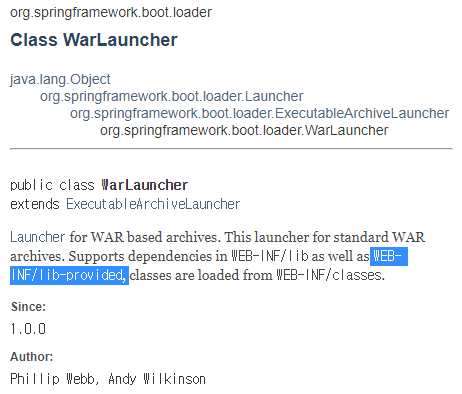 org.springframework.boot.loader
Class WarLauncher
java.lang.Object
org.springframework.boot.loader.Launcher
org.springframework.boot.loader.ExecutableArchiveLauncher
org.springframework.boot.loader.WarLauncher
public class WarLauncher
extends ExecutableArchiveLauncher
Launcher for WAR based archives. This launcher for standard WAR
archives. Supports dependencies in WEB-INF/lib as well as WEB-
INF/lib-provided, classes are loaded from WEB-INF/classes.
Since:
1.0.0
Author:
Phillip Webb, Andy Wilkinson